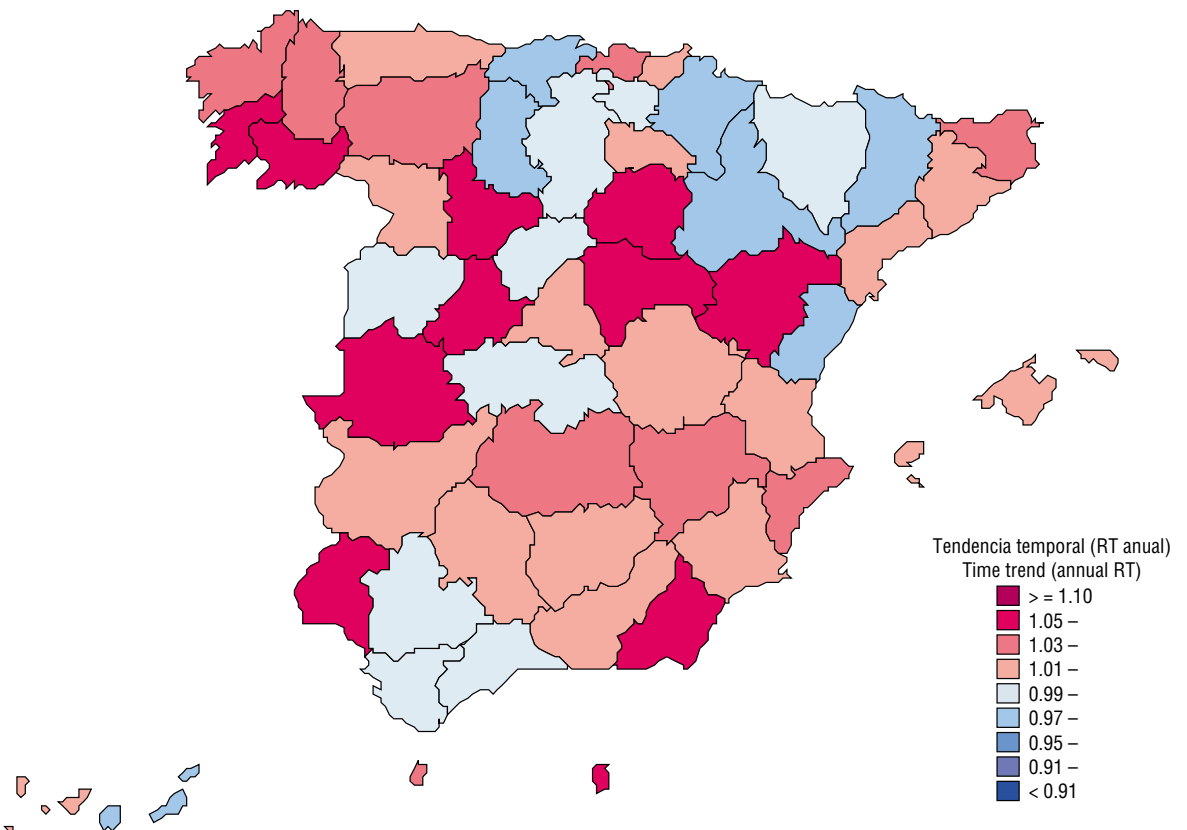 Tendencia temporal (RT anual)
Time trend (annual RT)
> = 1.10
1.05 –
1.03 –
1.01 –
0.99 –
0.97 –
0.95 –
0.91 –
< 0.91